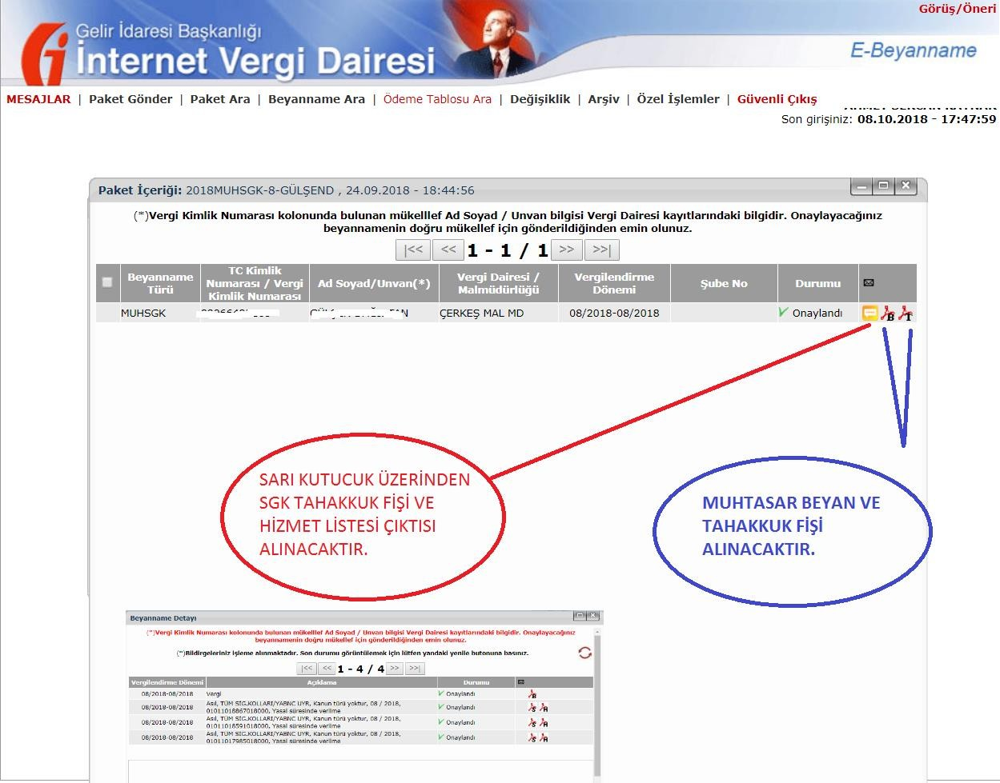 Görüş/Öneri
Gelir İdaresi Başkanlığı
İnternet Vergi Dairesi
E-Beyanname
MESAJLAR | Paket Gönder | Paket Ara | Beyanname Ara | Ödeme Tablosu Ara | Değişiklik | Arşiv | Özel İşlemler | Güvenli Çıkış
Son girişiniz: 08.10.2018 - 17:47:59
Paket İçeriği: 2018MUHSGK-8-GÜLŞEND , 24.09.2018 - 18:44:56
(*)Vergi Kimlik Numarası kolonunda bulunan mükelllef Ad Soyad / Unvan bilgisi Vergi Dairesi kayıtlarındaki bilgidir. Onaylayacağınız
beyannamenin doğru mükellef için gönderildiğinden emin olunuz.
|<< << 1 - 1 / 1 >> >>|
Beyanname Türü TC Kimlik Numarası / Vergi Kimlik Numarası Ad Soyad/Unvan(*) Vergi Dairesi / Malmüdürlüğü Vergilendirme Dönemi Şube No Durumu
MUHSGK ÇERKEŞ MAL MD 08/2018-08/2018 Onaylandı B T
SARI KUTUCUK ÜZERİNDEN
SGK TAHAKKUK FİŞİ VE
HİZMET LİSTESİ ÇIKTISI
ALINACAKTIR.
MUHTASAR BEYAN VE
TAHAKKUK FİŞİ
ALINACAKTIR.
Beyanname Detayı
(*)Vergi Kimlik Numarası kolonunda bulunan mükelllef Ad Soyad / Unvan bilgisi Vergi Dairesi kayıtlarındaki bilgidir. Onaylayacağınız
beyannamenin doğru mükellef için gönderildiğinden emin olunuz.
(*)Bildirgeleriniz işleme alınmaktadır. Son durumu görüntülemek için lütfen yandaki yenile butonuna basınız.
|<< << 1 - 4 / 4 >> >>|
Vergilendirme Dönemi Açıklama Durumu
08/2018-08/2018 Vergi Onaylandı B
08/2018-08/2018 Asıl, TÜM SİG.KOLLARI/YABNC UYR, Kanun türü yoktur, 08 / 2018, 01011018867018000, Yasal süresinde verilme Onaylandı S H
08/2018-08/2018 Asıl, TÜM SİG.KOLLARI/YABNC UYR, Kanun türü yoktur, 08 / 2018, 01011018591018000, Yasal süresinde verilme Onaylandı S H
08/2018-08/2018 Asıl, TÜM SİG.KOLLARI/YABNC UYR, Kanun türü yoktur, 08 / 2018, 01011017985018000, Yasal süresinde verilme Onaylandı S H